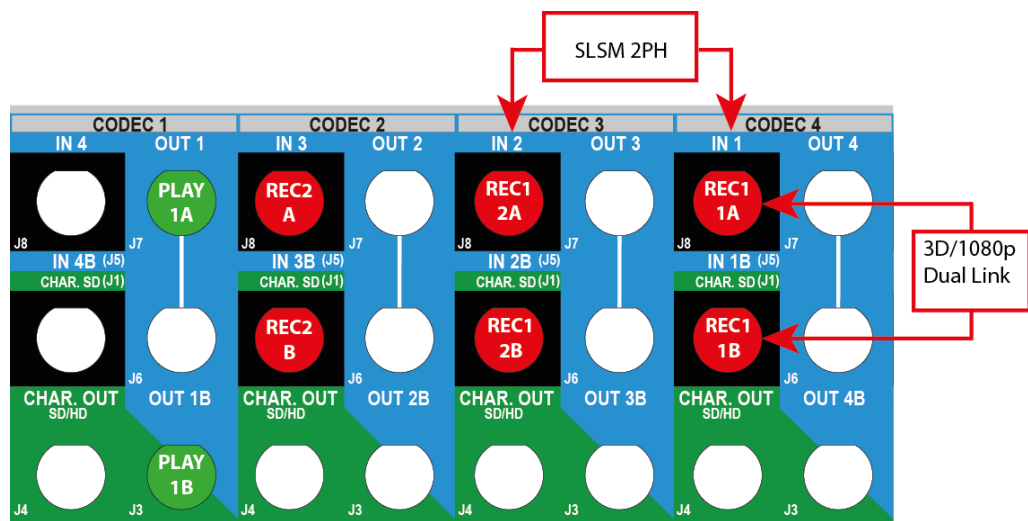 SLSM 2PH
CODEC 1 CODEC 2 CODEC 3 CODEC 4
IN 4 OUT 1 IN 3 OUT 2 IN 2 OUT 3 IN 1 OUT 4
PLAY 1A
REC2 A
REC1 2A
REC1 1A
J8 J7 J8 J7 J8 J7 J8 J7
3D/1080p
Dual Link
IN 4B (J5) IN 3B (J5) IN 2B (J5) IN 1B (J5)
CHAR. SD (J1) CHAR. SD (J1) CHAR. SD (J1) CHAR. SD (J1)
REC2 B
REC1 2B
REC1 1B
J6 J6 J6 J6
CHAR. OUT OUT 1B CHAR. OUT OUT 2B CHAR. OUT OUT 3B CHAR. OUT OUT 4B
SD/HD SD/HD SD/HD SD/HD
PLAY 1B
J4 J3 J4 J3 J4 J3 J4 J3